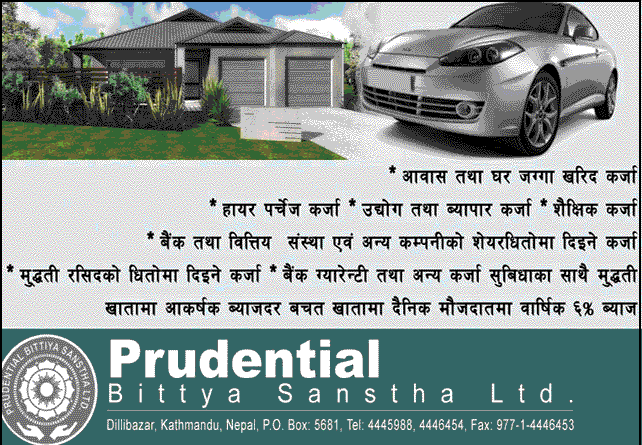 * आवास तथा घर जग्गा खरिद कर्जा
* हायर पर्चेज कर्जा * उद्योग तथा ब्यापार कर्जा * शैक्षिक कर्जा
* बैंक तथा वित्तिय संस्था एवं अन्य कम्पनीको शेयरधितोमा दिइने कर्जा
* मुद्धती रसिदको धितोमा दिइने कर्जा * बैंक ग्यारेन्टी तथा अन्य कर्जा सुबिधाका साथै मुद्धती
खातामा आकर्षक ब्याजदर बचत खातामा दैनिक मौजदातमा वार्षिक ६% ब्याज
PRUDENTIAL BITTIYA SANSTHA LTD.
Prudential
Bittya Sanstha Ltd.
Dillibazar, Kathmandu, Nepal, P.O. Box: 5681, Tel: 4445988, 4446454, Fax: 977-1-4446453